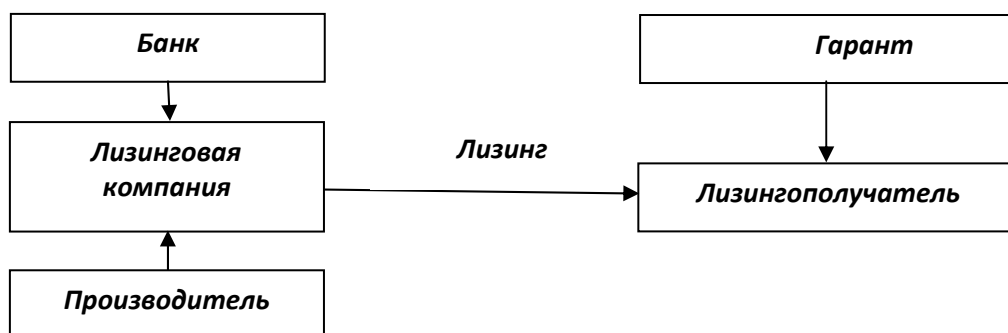 Банк
Гарант
Лизинговая
компания
Лизинг
Лизингополучатель
Производитель